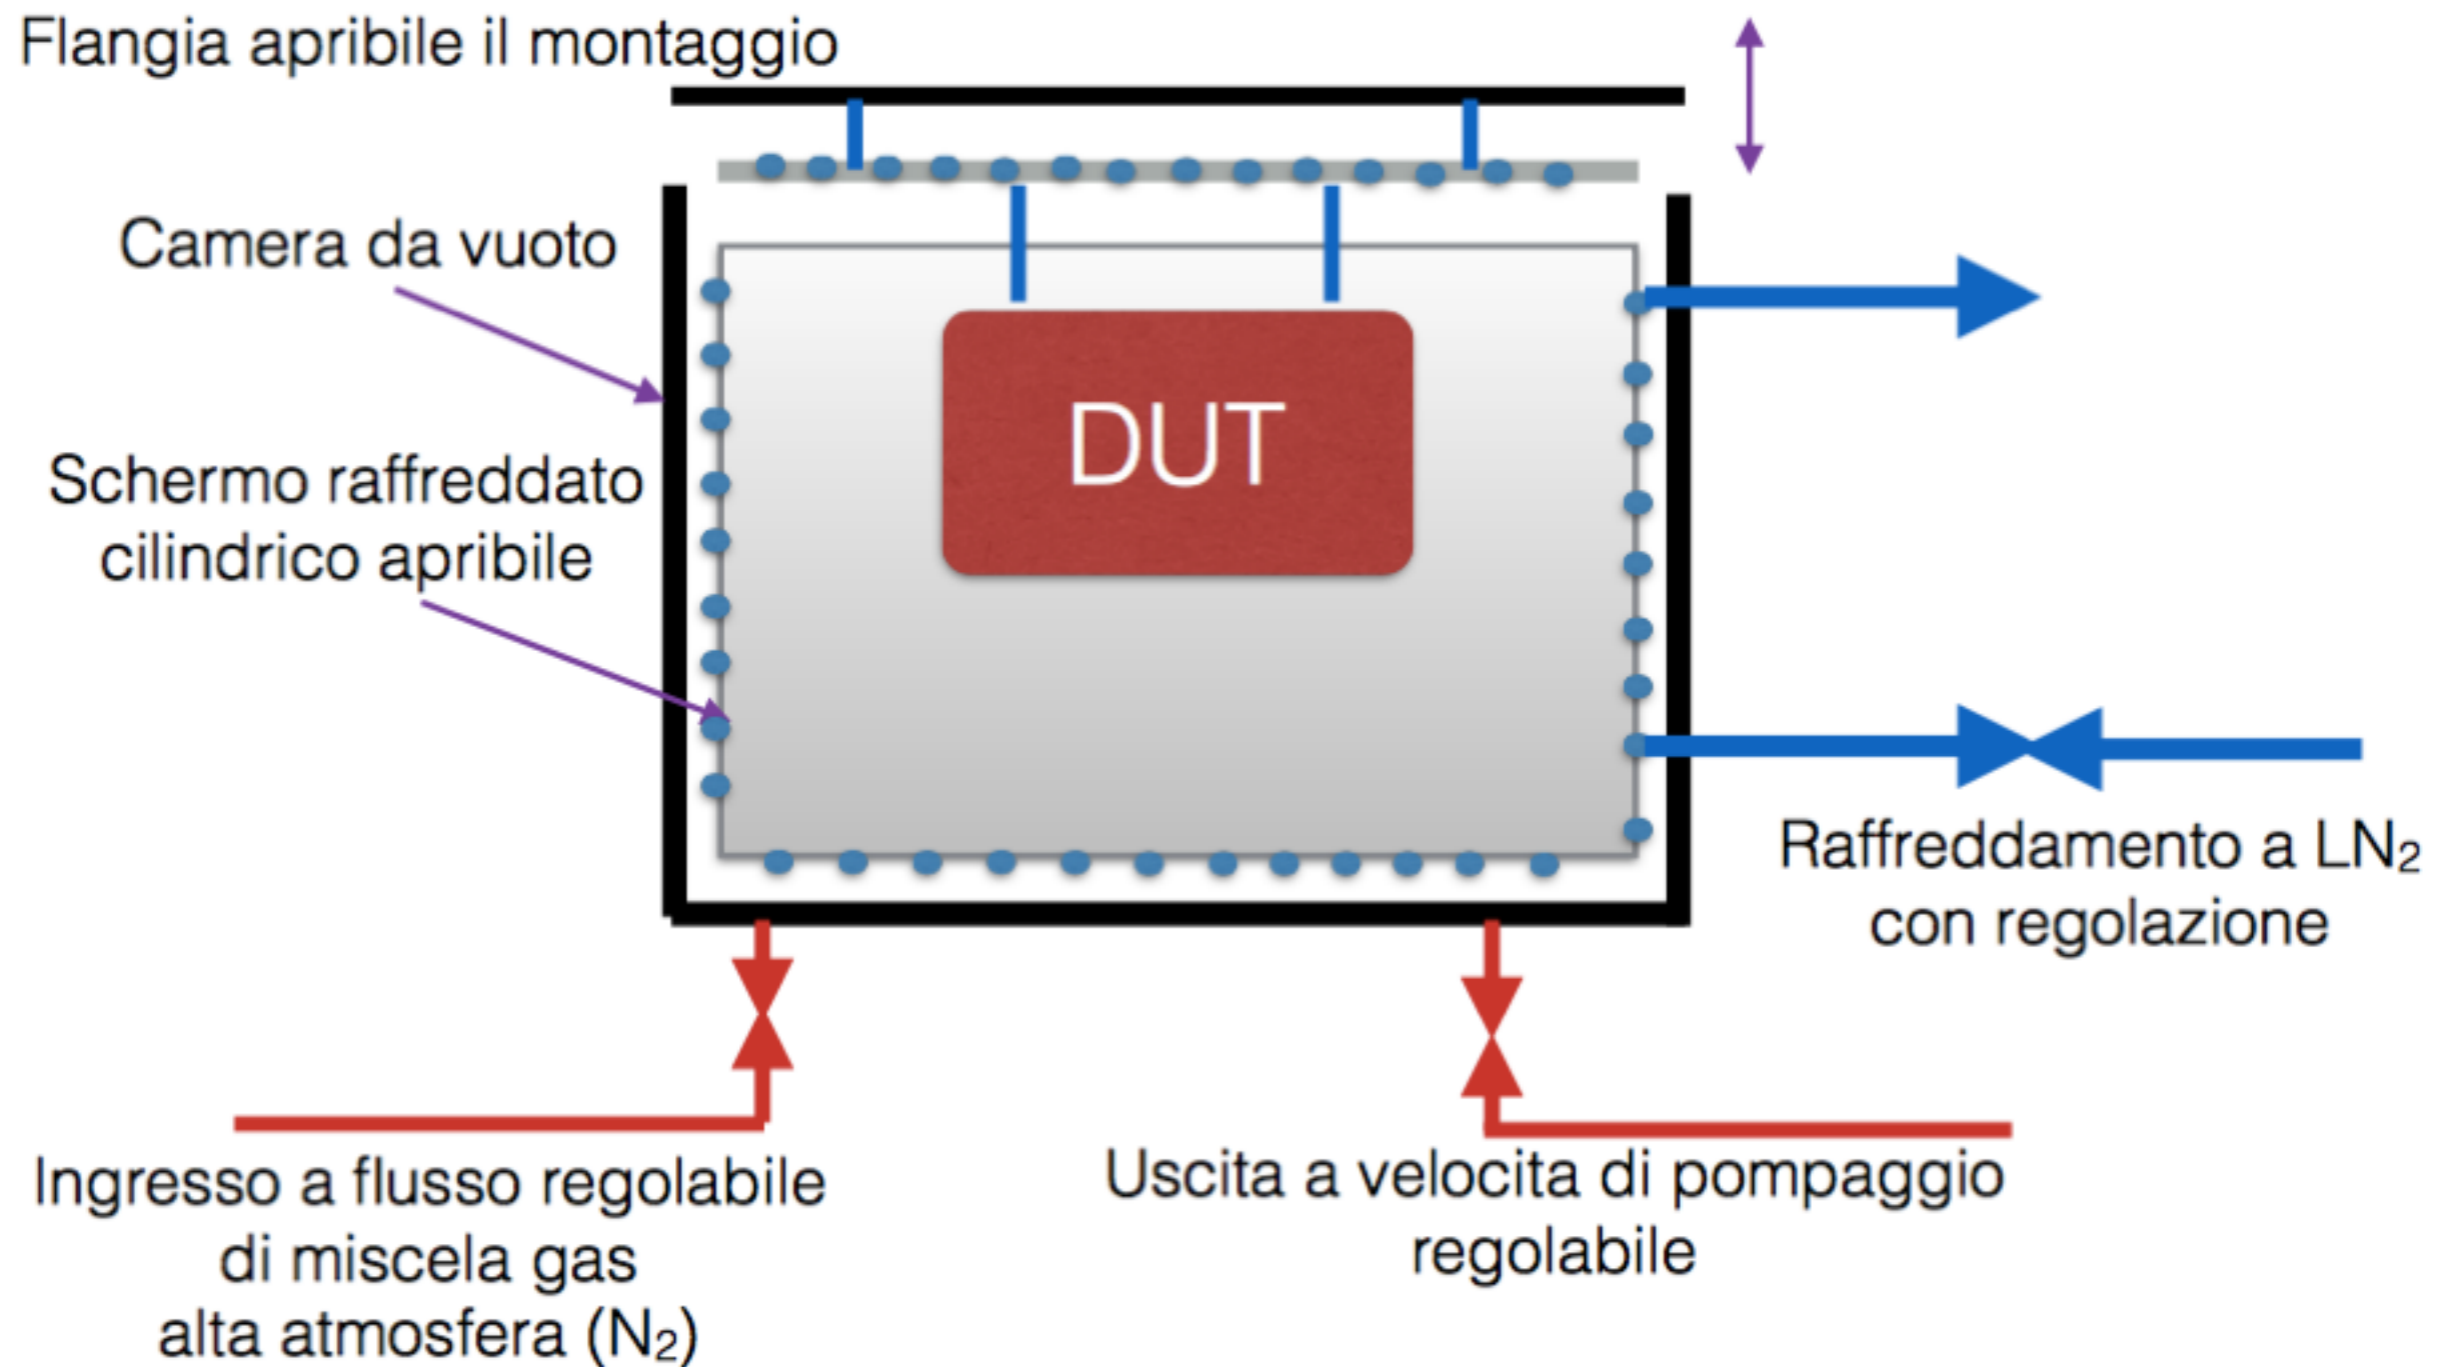 Flangia apribile il montaggio
Camera da vuoto
Schermo raffreddato
cilindrico apribile
DUT
Raffreddamento a LN₂
con regolazione
Ingresso a flusso regolabile
di miscela gas
alta atmosfera (N₂)
Uscita a velocita di pompaggio
regolabile